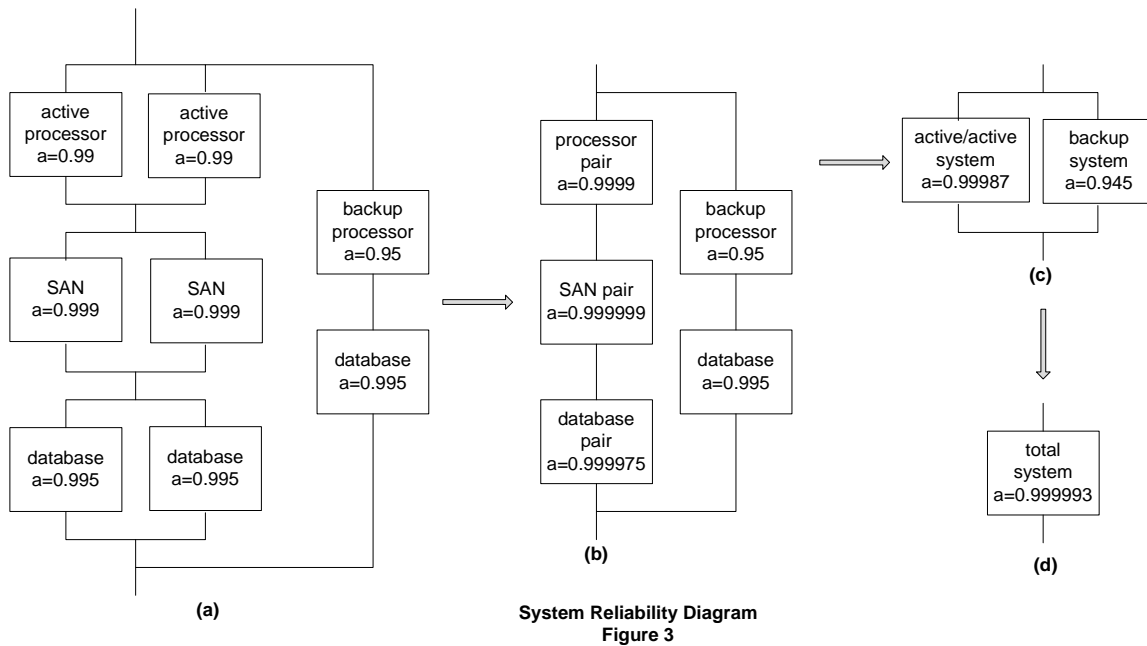 active
processor
a=0.99
active
processor
a=0.99
SAN
a=0.999
SAN
a=0.999
database
a=0.995
database
a=0.995
backup
processor
a=0.95
database
a=0.995
(a)
processor
pair
a=0.9999
SAN pair
a=0.999999
database
pair
a=0.999975
backup
processor
a=0.95
database
a=0.995
(b)
active/active
system
a=0.99987
backup
system
a=0.945
(c)
total
system
a=0.999993
(d)
System Reliability Diagram
Figure 3